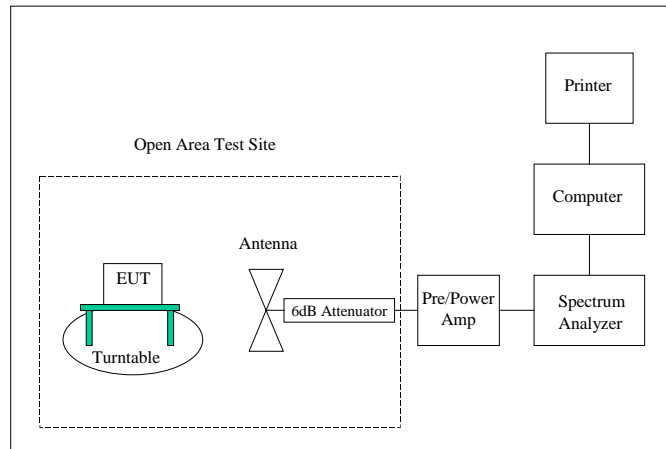 Printer
Open Area Test Site
Computer
Antenna
EUT
6dB Attenuator
Pre/Power
Amp
Spectrum
Analyzer
Turntable